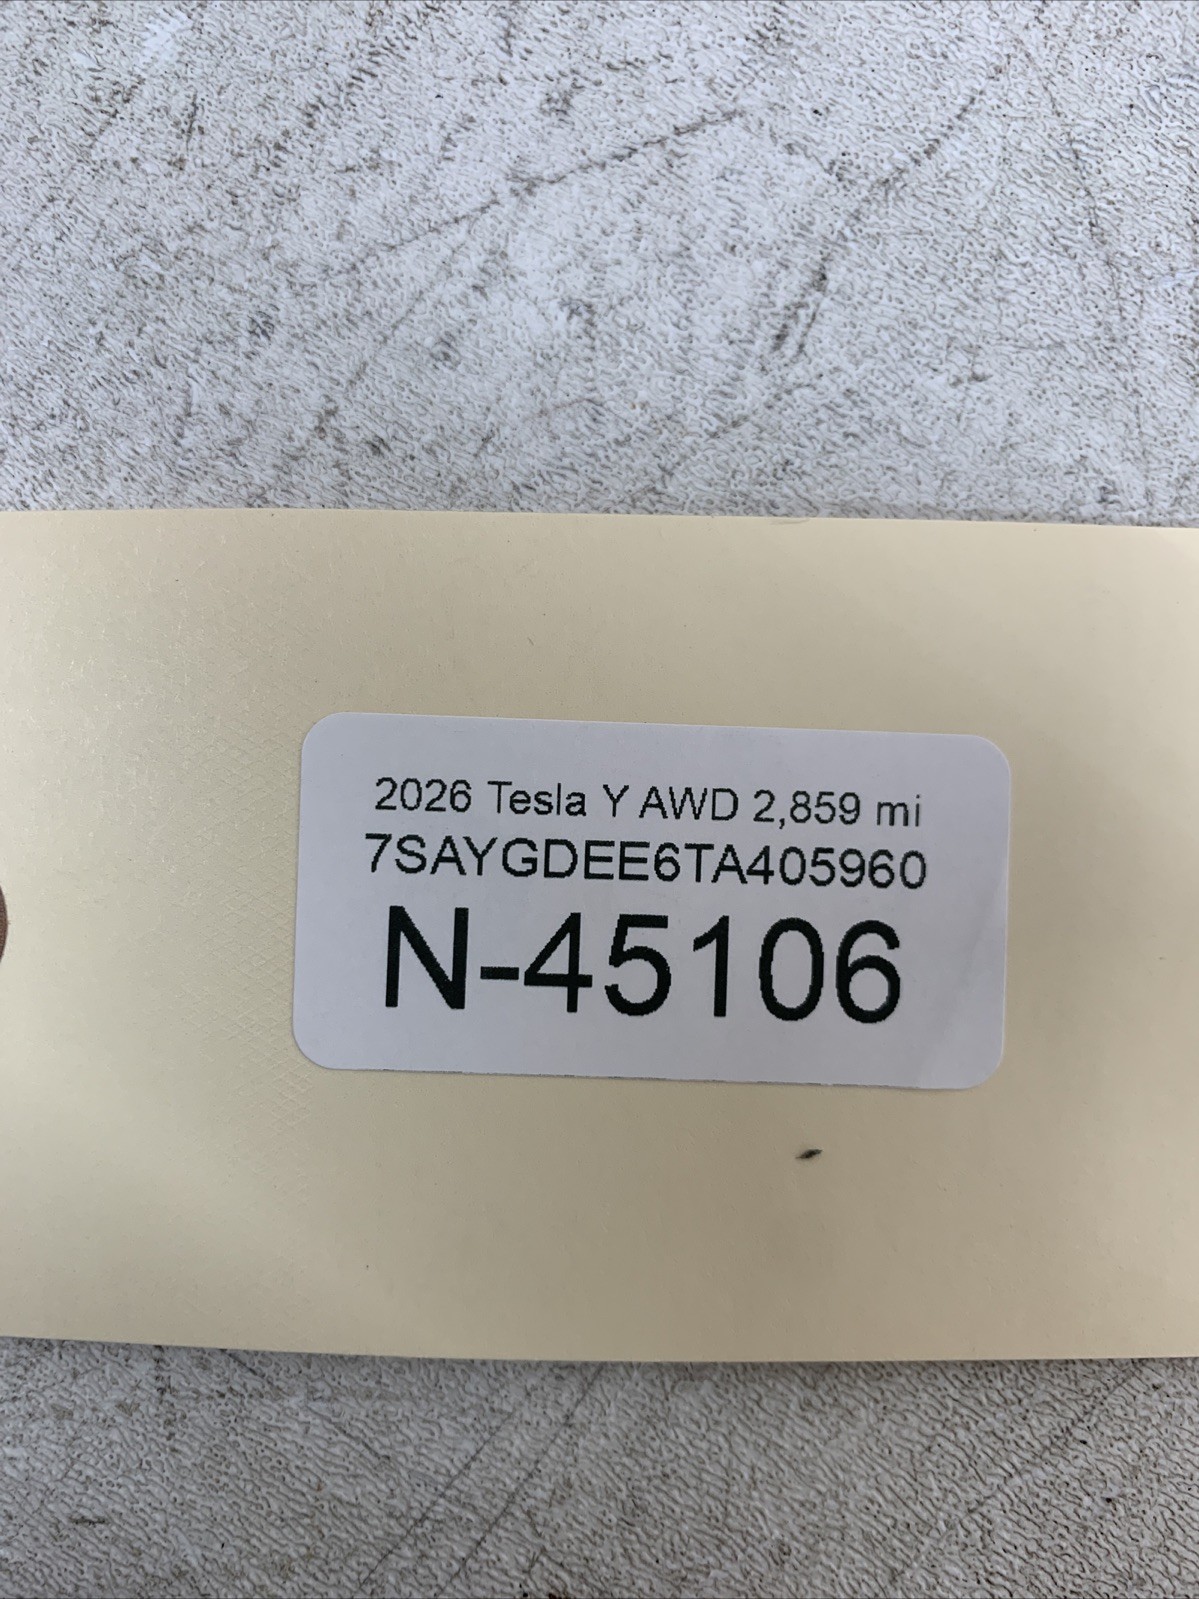 2026 Tesla Y AWD 2,859 mi
7SAYGDEE6TA405960
N-45106